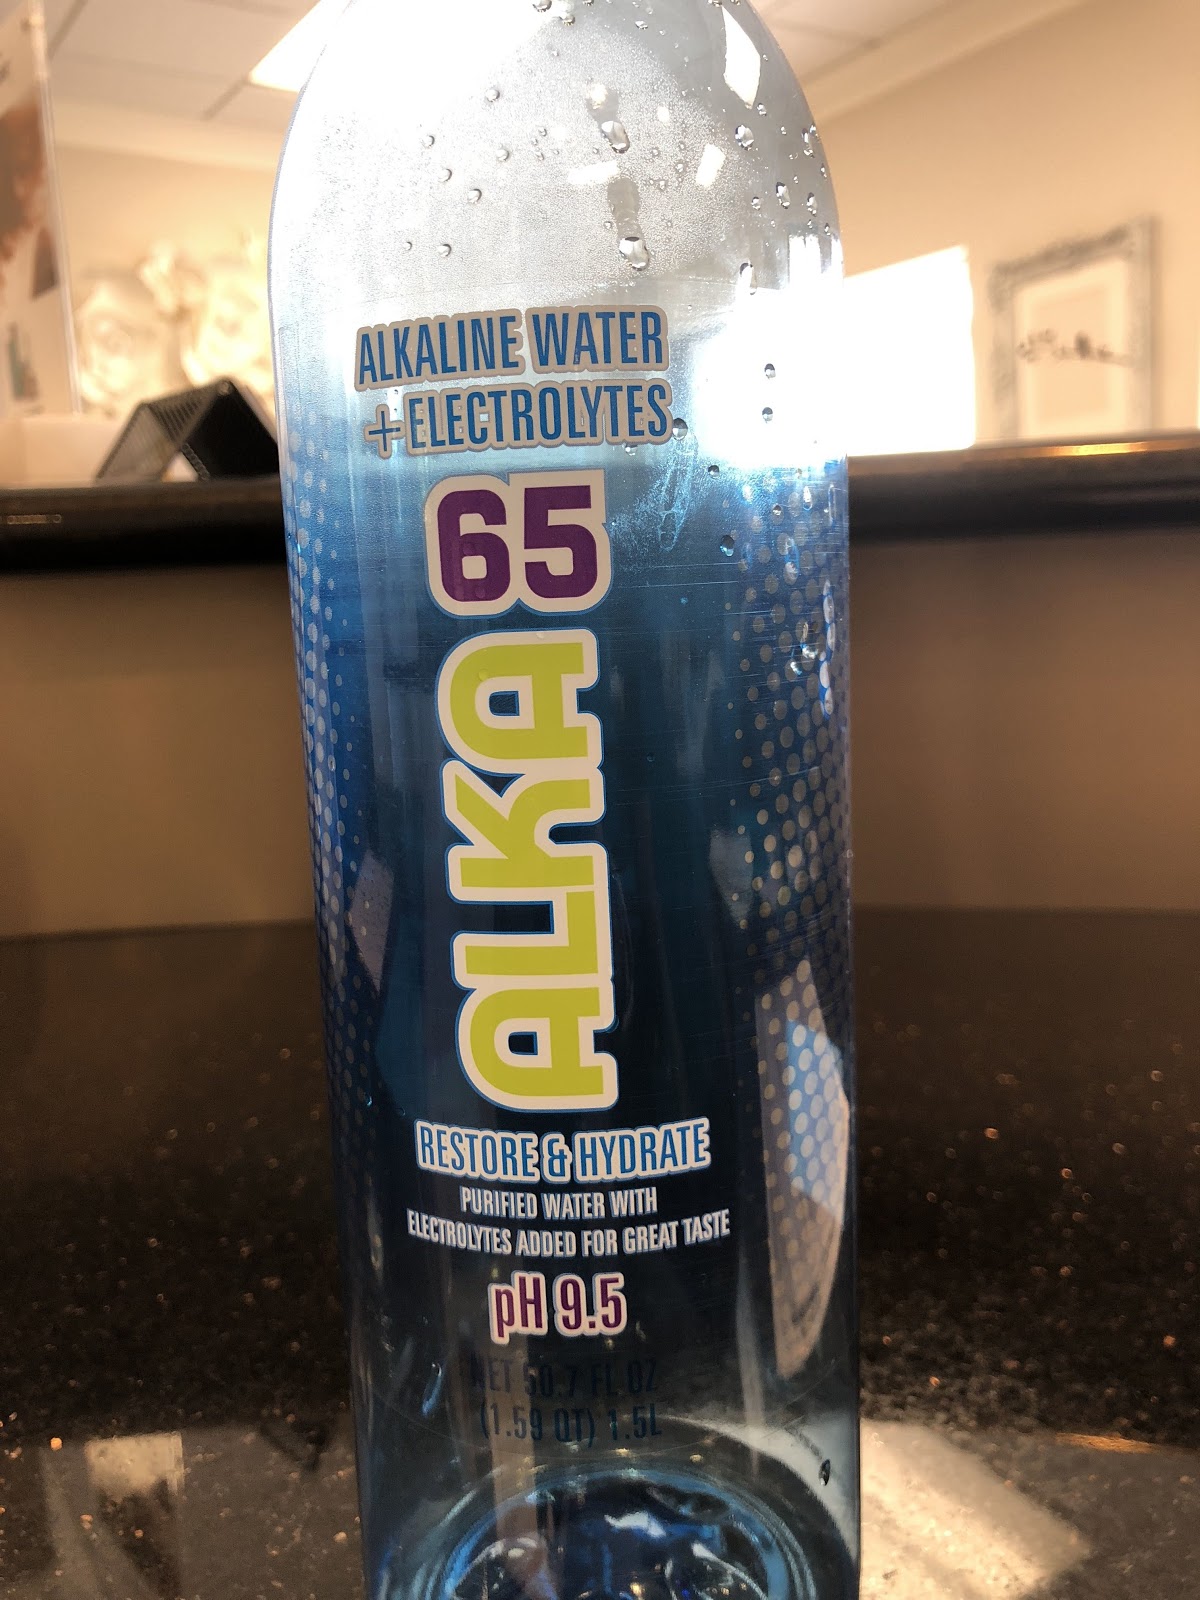 ALKALINE WATER
+ELECTROLYTES
ALKA 65
RESTORE & HYDRATE
PURIFIED WATER WITH
ELECTROLYTES ADDED FOR GREAT TASTE
pH 9.5
NET 50.7 FL OZ
(1.59 QT) 1.5L